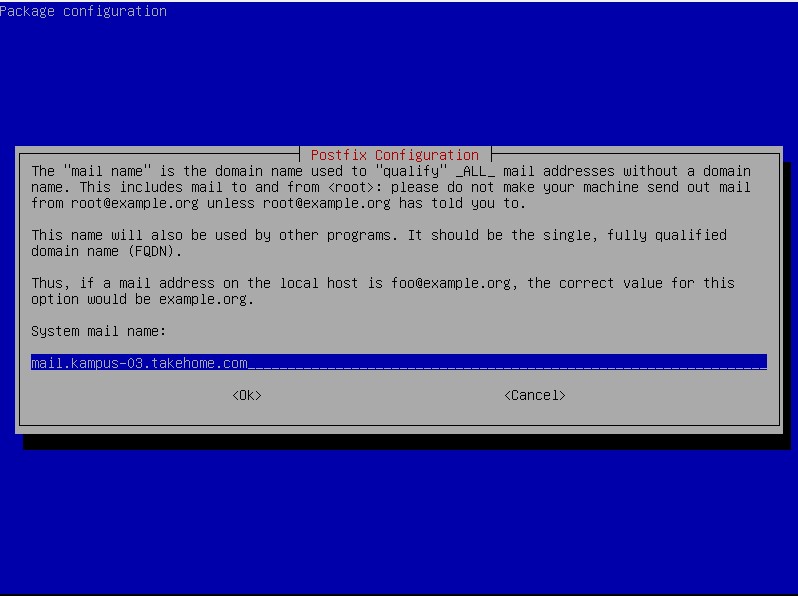 Package configuration
Postfix Configuration
The "mail name" is the domain name used to "qualify" _ALL_ mail addresses without a domain
name. This includes mail to and from <root>: please do not make your machine send out mail
from root@example.org unless root@example.org has told you to.
This name will also be used by other programs. It should be the single, fully qualified
domain name (FQDN).
Thus, if a mail address on the local host is foo@example.org, the correct value for this
option would be example.org.
System mail name:
mail.kampus-03.takehome.com
<Ok> <Cancel>